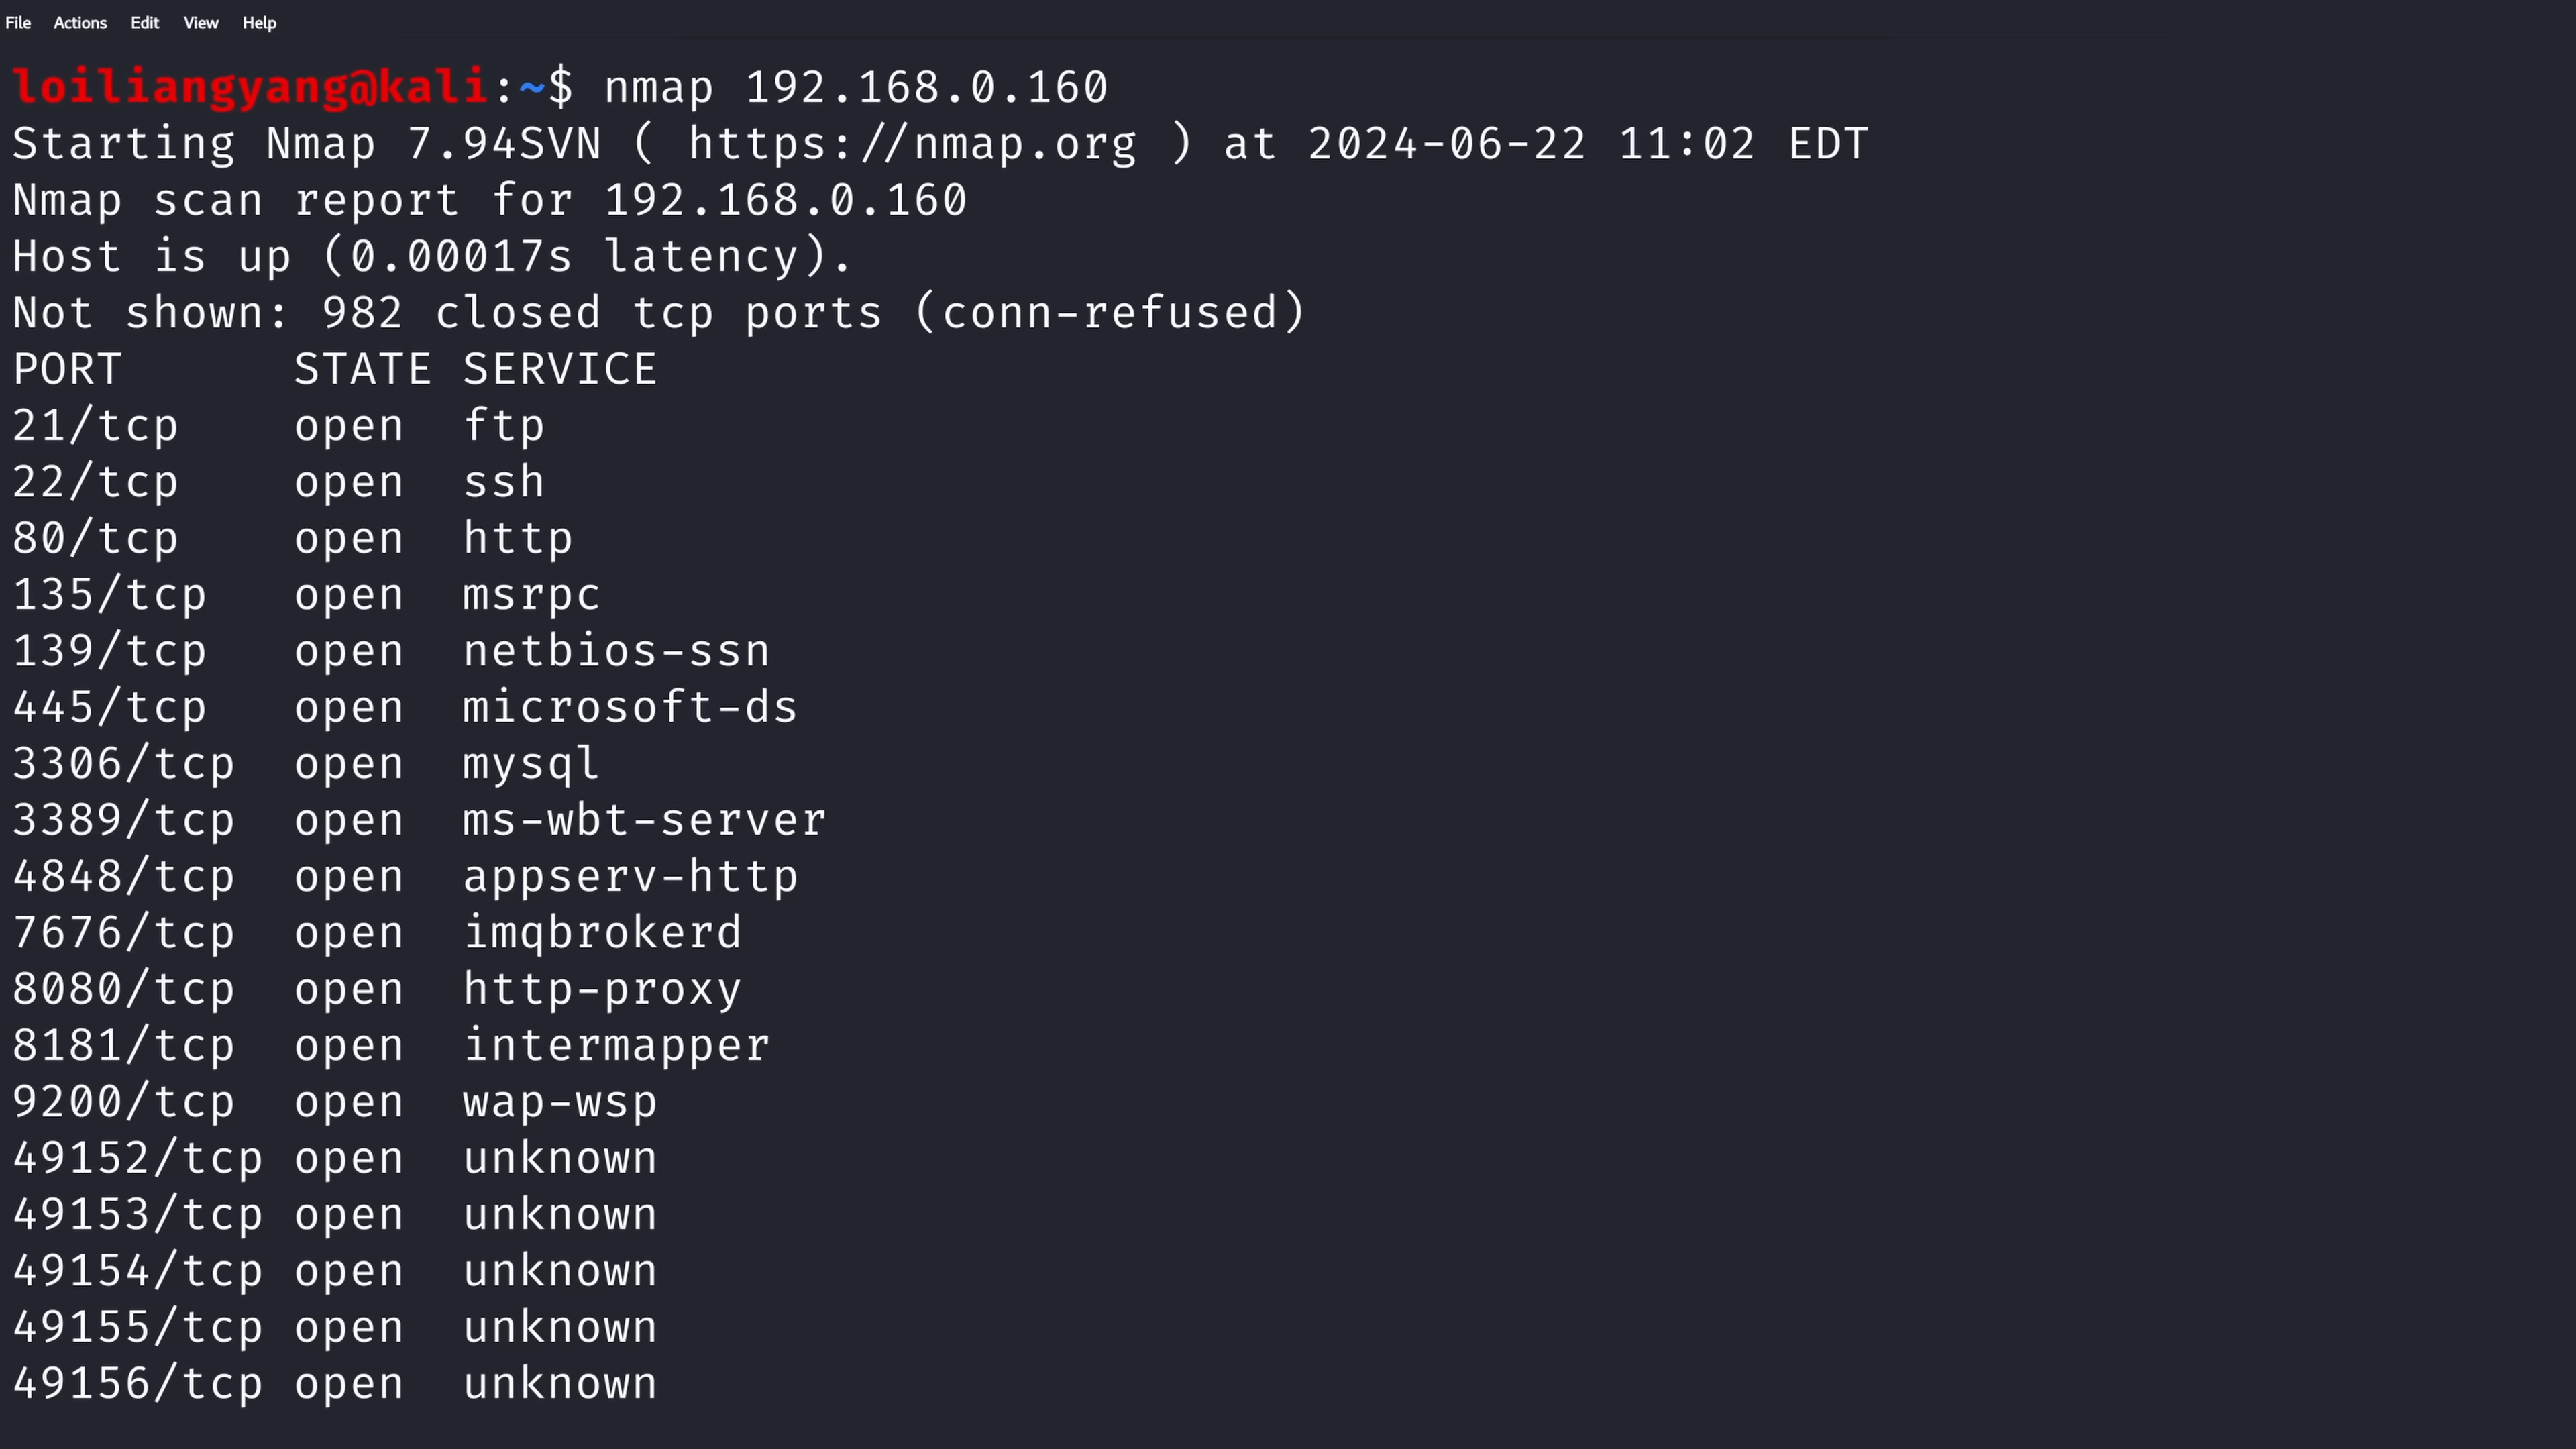 File Actions Edit View Help
loiliangyang@kali:~$ nmap 192.168.0.160
Starting Nmap 7.94SVN ( https://nmap.org ) at 2024-06-22 11:02 EDT
Nmap scan report for 192.168.0.160
Host is up (0.00017s latency).
Not shown: 982 closed tcp ports (conn-refused)
PORT      STATE SERVICE
21/tcp    open  ftp
22/tcp    open  ssh
80/tcp    open  http
135/tcp   open  msrpc
139/tcp   open  netbios-ssn
445/tcp   open  microsoft-ds
3306/tcp  open  mysql
3389/tcp  open  ms-wbt-server
4848/tcp  open  appserv-http
7676/tcp  open  imqbrokerd
8080/tcp  open  http-proxy
8181/tcp  open  intermapper
9200/tcp  open  wap-wsp
49152/tcp open  unknown
49153/tcp open  unknown
49154/tcp open  unknown
49155/tcp open  unknown
49156/tcp open  unknown